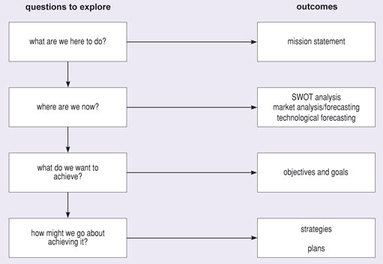 questions to explore
outcomes
what are we here to do?
mission statement
where are we now?
SWOT analysis
market analysis/forecasting
technological forecasting
what do we want to
achieve?
objectives and goals
how might we go about
achieving it?
strategies
plans